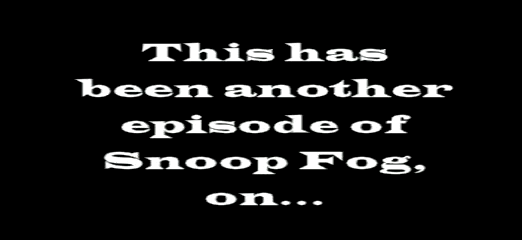 This has
been another
episode of
Snoop Fog,
on...